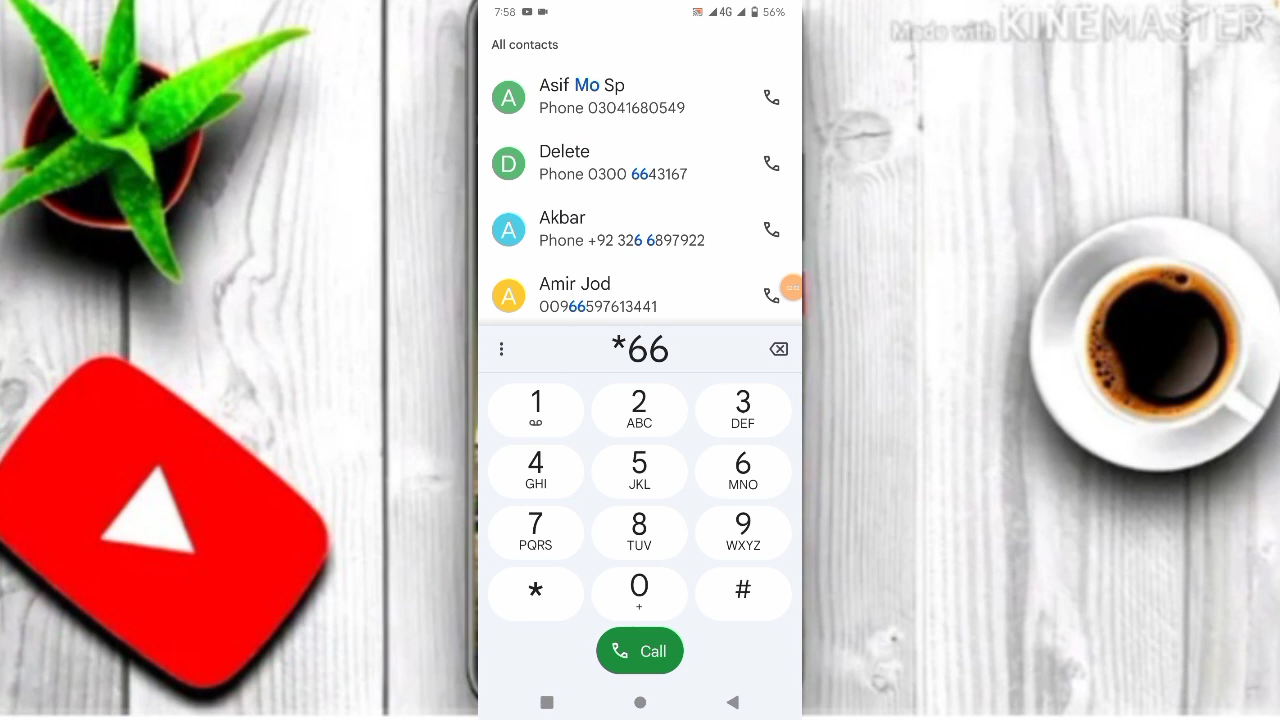 7:58
4G
56%
Made with KINEMASTER
All contacts
A
Asif Mo Sp
Phone 03041680549
D
Delete
Phone 0300 6643167
A
Akbar
Phone +92 326 6897922
A
Amir Jod
00966597613441
*66
1
2
ABC
3
DEF
4
GHI
5
JKL
6
MNO
7
PQRS
8
TUV
9
WXYZ
*
0
+
#
Call